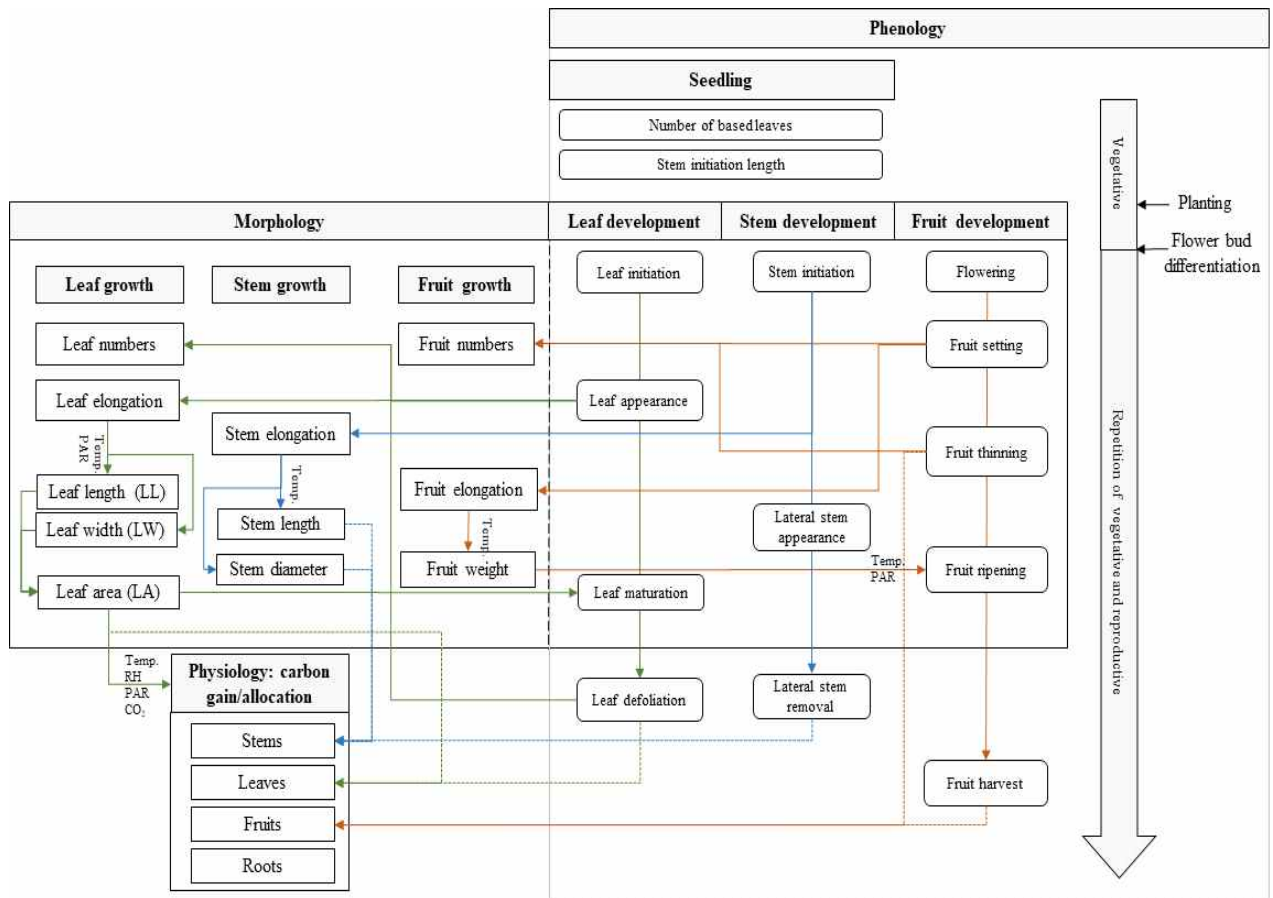 Phenology
Seedling
Number of based leaves
Stem initiation length
Vegetative
Planting
Flower bud
differentiation
Repetition of vegetative and reproductive
Morphology
Leaf development
Stem development
Fruit development
Leaf growth
Stem growth
Fruit growth
Leaf initiation
Stem initiation
Flowering
Leaf numbers
Fruit numbers
Fruit setting
Leaf elongation
Leaf appearance
Stem elongation
Fruit thinning
Temp.
PAR
Temp.
Leaf length (LL)
Fruit elongation
Leaf width (LW)
Stem length
Lateral stem
appearance
Temp.
Stem diameter
Fruit weight
Temp.
PAR
Fruit ripening
Leaf area (LA)
Leaf maturation
Temp.
RH
PAR
CO₂
Physiology: carbon
gain/allocation
Leaf defoliation
Lateral stem
removal
Stems
Leaves
Fruit harvest
Fruits
Roots